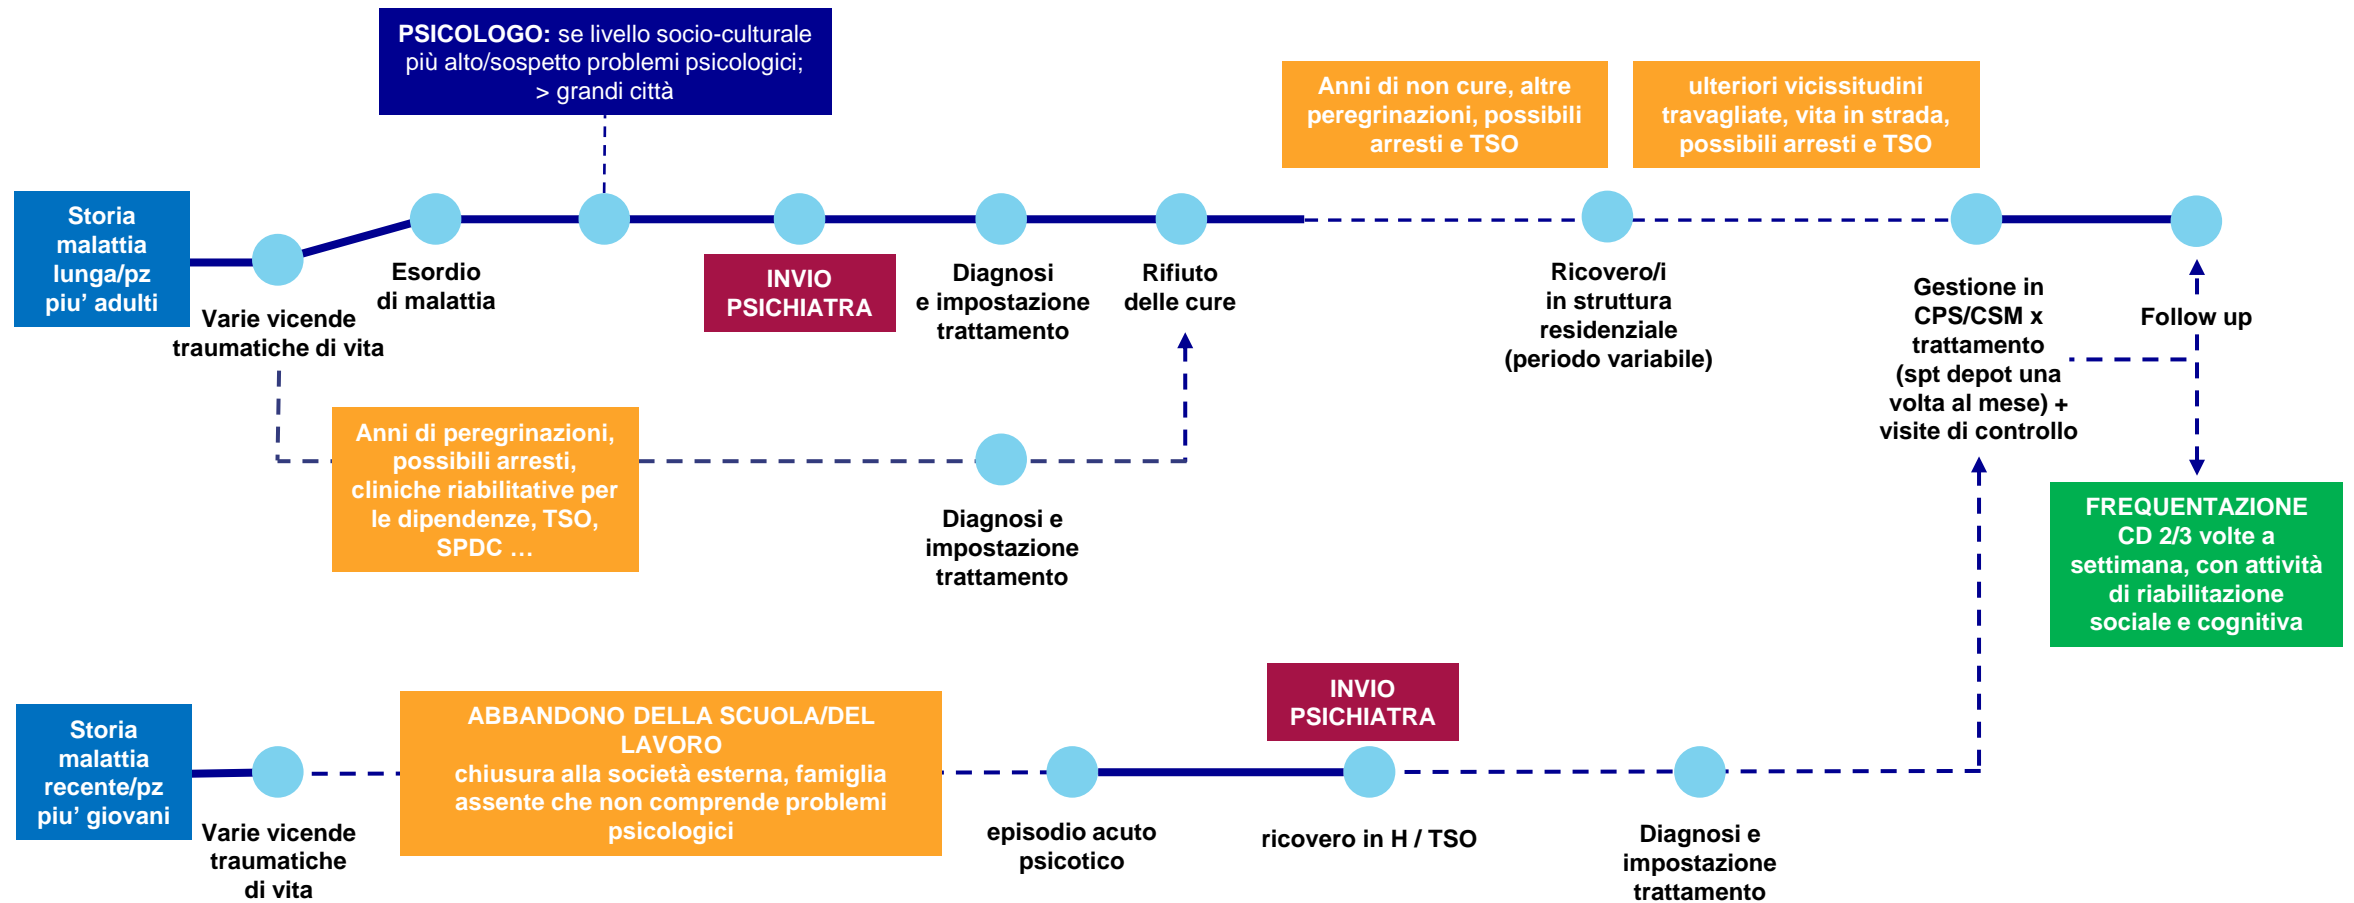 PSICOLOGO: se livello socio-culturale
più alto/sospetto problemi psicologici;
> grandi città
Anni di non cure, altre
peregrinazioni, possibili
arresti e TSO
ulteriori vicissitudini
travagliate, vita in strada,
possibili arresti e TSO
Storia
malattia
lunga/pz
piu' adulti
Varie vicende
traumatiche di vita
Esordio
di malattia
INVIO
PSICHIATRA
Diagnosi
e impostazione
trattamento
Rifiuto
delle cure
Ricovero/i
in struttura
residenziale
(periodo variabile)
Gestione in
CPS/CSM x
trattamento
(spt depot una
volta al mese) +
visite di controllo
Follow up
Anni di peregrinazioni,
possibili arresti,
cliniche riabilitative per
le dipendenze, TSO,
SPDC …
Diagnosi e
impostazione
trattamento
FREQUENTAZIONE
CD 2/3 volte a
settimana, con attività
di riabilitazione
sociale e cognitiva
Storia
malattia
recente/pz
piu' giovani
Varie vicende
traumatiche
di vita
ABBANDONO DELLA SCUOLA/DEL
LAVORO
chiusura alla società esterna, famiglia
assente che non comprende problemi
psicologici
episodio acuto
psicotico
INVIO
PSICHIATRA
ricovero in H / TSO
Diagnosi e
impostazione
trattamento